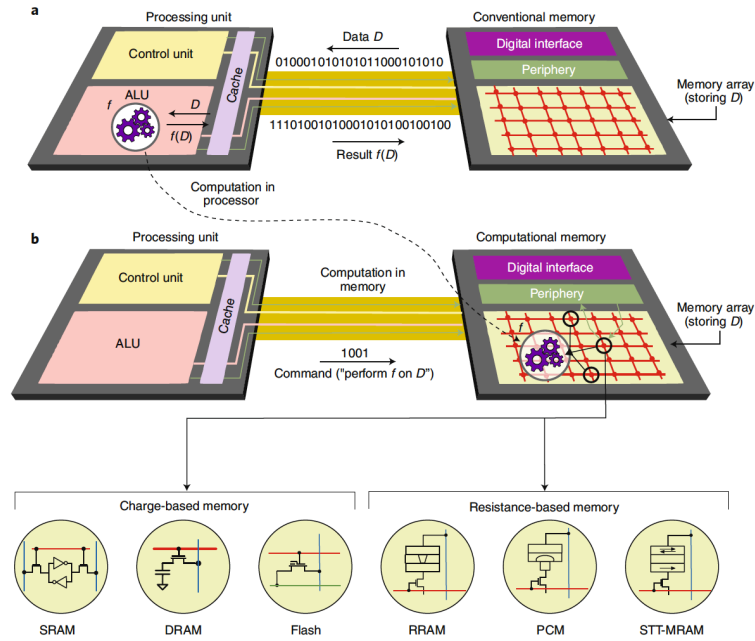 a
Processing unit
Conventional memory
Data D
Control unit
010001010101011000101010
Digital interface
Periphery
Cache
ALU
f
D
f(D)
Memory array
(storing D)
11101001010001010100100100
Result f(D)
Computation in
processor
b
Processing unit
Computational memory
Control unit
Computation in
memory
Digital interface
Periphery
Cache
ALU
f
Memory array
(storing D)
1001
Command (“perform f on D”)
Charge-based memory
Resistance-based memory
SRAM
DRAM
Flash
RRAM
PCM
STT-MRAM